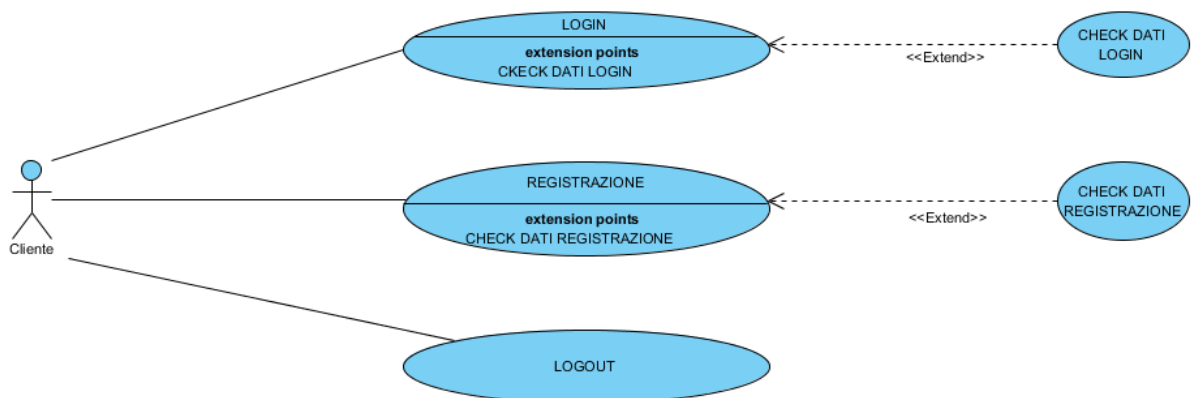 LOGIN
extension points
CKECK DATI LOGIN
<<Extend>>
CHECK DATI
LOGIN
Cliente
REGISTRAZIONE
extension points
CHECK DATI REGISTRAZIONE
<<Extend>>
CHECK DATI
REGISTRAZIONE
LOGOUT